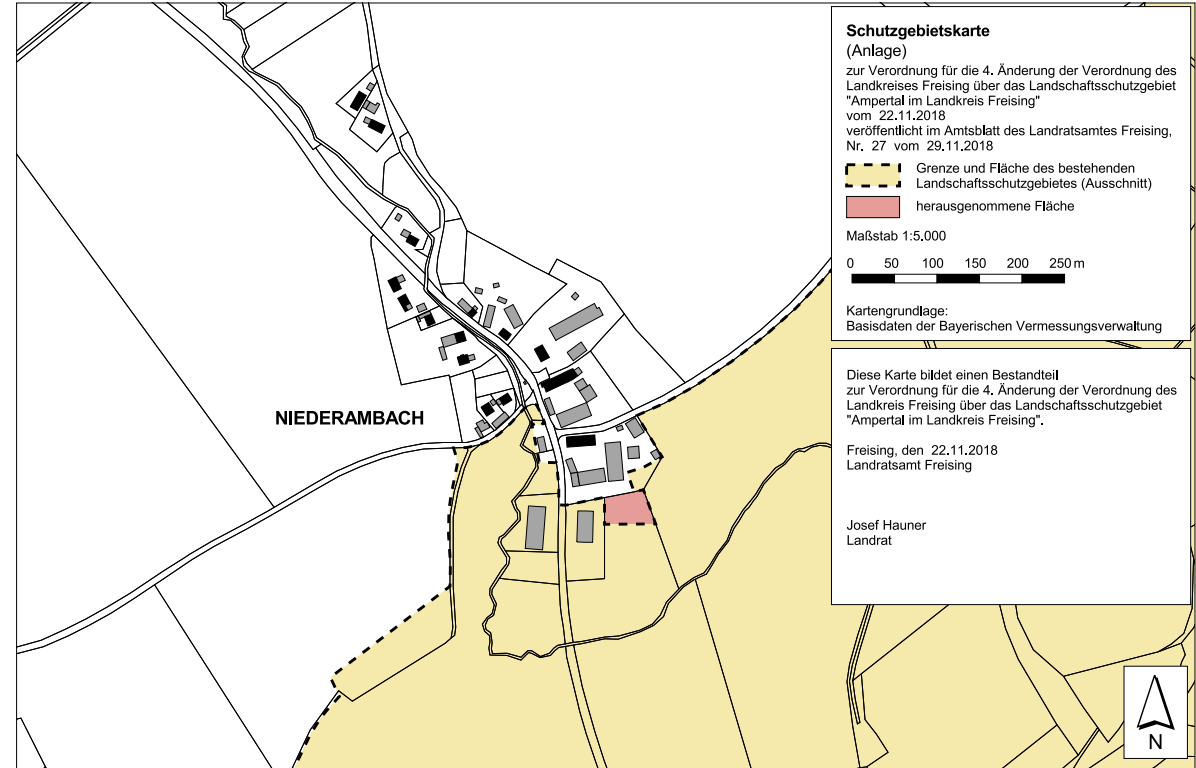 NIEDERAMBACH
Schutzgebietskarte
(Anlage)
zur Verordnung für die 4. Änderung der Verordnung des
Landkreises Freising über das Landschaftsschutzgebiet
"Ampertal im Landkreis Freising"
vom 22.11.2018
veröffentlicht im Amtsblatt des Landratsamtes Freising,
Nr. 27 vom 29.11.2018
Grenze und Fläche des bestehenden
Landschaftsschutzgebietes (Ausschnitt)
herausgenommene Fläche
Maßstab 1:5.000
0 50 100 150 200 250 m
Kartengrundlage:
Basisdaten der Bayerischen Vermessungsverwaltung
Diese Karte bildet einen Bestandteil
zur Verordnung für die 4. Änderung der Verordnung des
Landkreis Freising über das Landschaftsschutzgebiet
"Ampertal im Landkreis Freising".
Freising, den 22.11.2018
Landratsamt Freising
Josef Hauner
Landrat
N